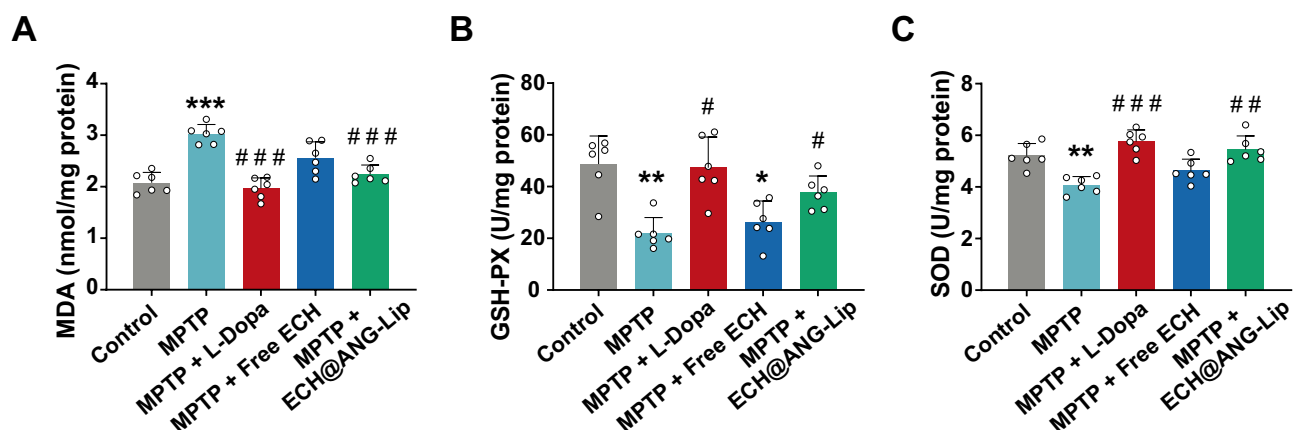 A
MDA (nmol/mg protein)
4
3
2
1
0
***
# # #
# # #
Control
MPTP
MPTP + L-Dopa
MPTP + Free ECH
MPTP +
ECH@ANG-Lip
B
GSH-PX (U/mg protein)
80
60
40
20
0
**
#
*
#
Control
MPTP
MPTP + L-Dopa
MPTP + Free ECH
MPTP +
ECH@ANG-Lip
C
SOD (U/mg protein)
8
6
4
2
0
**
# # #
# #
Control
MPTP
MPTP + L-Dopa
MPTP + Free ECH
MPTP +
ECH@ANG-Lip